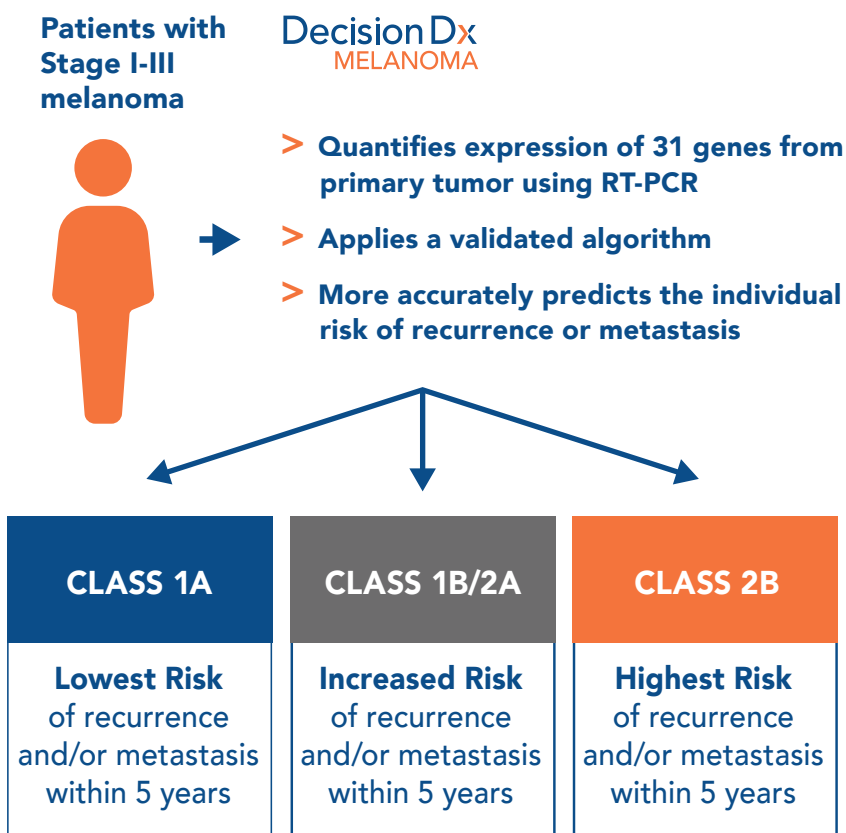 Patients with
Stage I-III
melanoma
DecisionDx
MELANOMA
> Quantifies expression of 31 genes from
primary tumor using RT-PCR
> Applies a validated algorithm
> More accurately predicts the individual
risk of recurrence or metastasis
CLASS 1A
Lowest Risk
of recurrence
and/or metastasis
within 5 years
CLASS 1B/2A
Increased Risk
of recurrence
and/or metastasis
within 5 years
CLASS 2B
Highest Risk
of recurrence
and/or metastasis
within 5 years